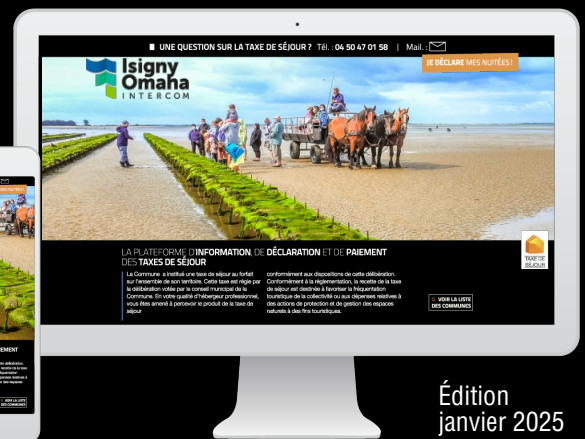 UNE QUESTION SUR LA TAXE DE SÉJOUR ? Tél. : 04 50 47 01 58 | Mail. :
JE DÉCLARE MES NUITÉES !
Isigny
Omaha
INTERCOM
LA PLATEFORME D'INFORMATION, DE DÉCLARATION ET DE PAIEMENT
DES TAXES DE SÉJOUR
La Commune a institué une taxe de séjour au forfait
sur l'ensemble de son territoire. Cette taxe est régie par
la délibération votée par le conseil municipal de la
Commune. En votre qualité d'hébergeur professionnel,
vous êtes amené à percevoir le produit de la taxe de
séjour
conformément aux dispositions de cette délibération.
Conformément à la réglementation, la recette de la taxe
de séjour est destinée à favoriser la fréquentation
touristique de la collectivité ou aux dépenses relatives à
des actions de protection et de gestion des espaces
naturels à des fins touristiques.
TAXE DE
SÉJOUR
VOIR LA LISTE
DES COMMUNES
Édition
janvier 2025